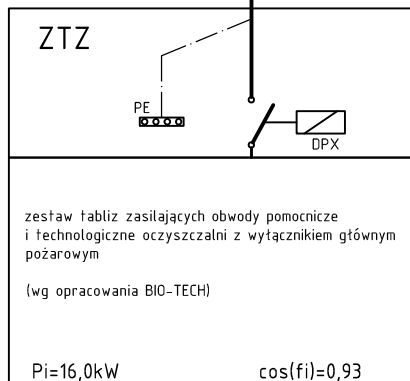 ZTZ
PE
DPX
zestaw tabliz zasilających obwody pomocnicze
i technologiczne oczyszczalni z wyłącznikiem głównym
pożarowym
(wg opracowania BIO-TECH)
Pi=16,0kW cos(fi)=0,93